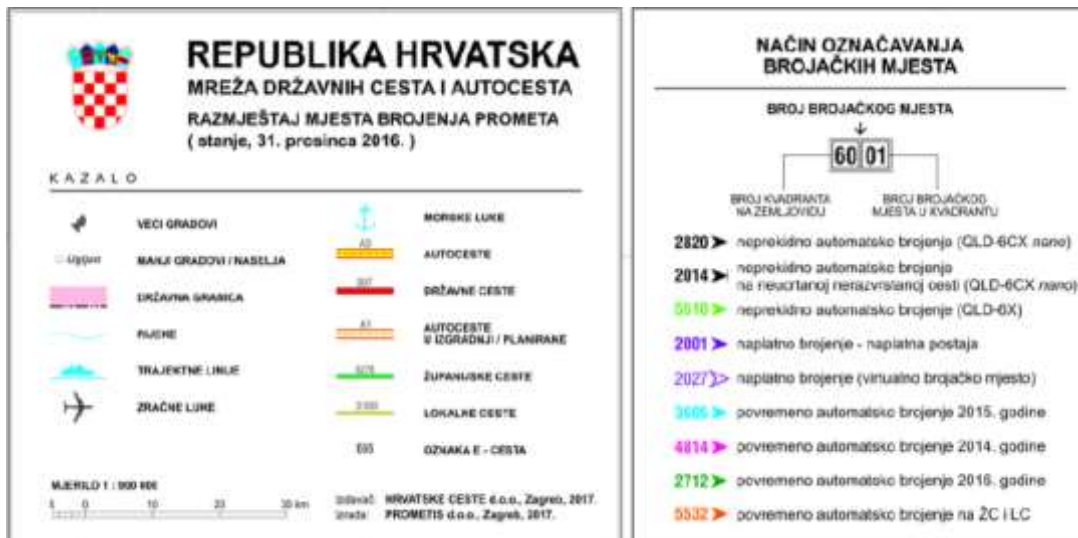 REPUBLIKA HRVATSKA
MREŽA DRŽAVNIH CESTA I AUTOCESTA
RAZMJEŠTAJ MJESTA BROJENJA PROMETA
( stanje, 31. prosinca 2016. )
KAZALO
VEĆI GRADOVI
Ugljan
MANJI GRADOVI / NASELJA
DRŽAVNA GRANICA
RIJEKE
TRAJEKTNE LINIJE
ZRAČNE LUKE
MORSKE LUKE
AUTOCESTE
DRŽAVNE CESTE
A1
AUTOCESTE
U IZGRADNJI / PLANIRANE
ŽUPANIJSKE CESTE
LOKALNE CESTE
E65
OZNAKA E - CESTA
MJERILO 1 :
5 0 10 20 30 km
Izdavač: HRVATSKE CESTE d.o.o., Zagreb, 2017.
Izrada: PROMETIS d.o.o., Zagreb, 2017.
NAČIN OZNAČAVANJA
BROJAČKIH MJESTA
BROJ BROJAČKOG MJESTA
60 01
BROJ KVADRANTA
NA ZEMLJOVIDU
BROJ BROJAČKOG
MJESTA U KVADRANTU
2820 neprekidno automatsko brojenje (QLD-6CX nano)
2014 neprekidno automatsko brojenje
na neucrtanoj nerazvrstanoj cesti (QLD-6CX nano)
neprekidno automatsko brojenje (QLD-6X)
2001 naplatno brojenje - naplatna postaja
2027 naplatno brojenje (virtualno brojačko mjesto)
povremeno automatsko brojenje 2015. godine
4814 povremeno automatsko brojenje 2014. godine
2712 povremeno automatsko brojenje 2016. godine
5532 povremeno automatsko brojenje na ŽC i LC